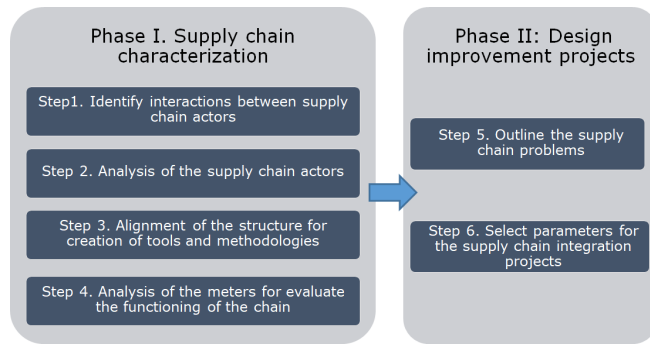 Phase I. Supply chain
characterization
Step1. Identify interactions between supply
chain actors
Step 2. Analysis of the supply chain actors
Step 3. Alignment of the structure for
creation of tools and methodologies
Step 4. Analysis of the meters for evaluate
the functioning of the chain
Phase II: Design
improvement projects
Step 5. Outline the supply
chain problems
Step 6. Select parameters for
the supply chain integration
projects